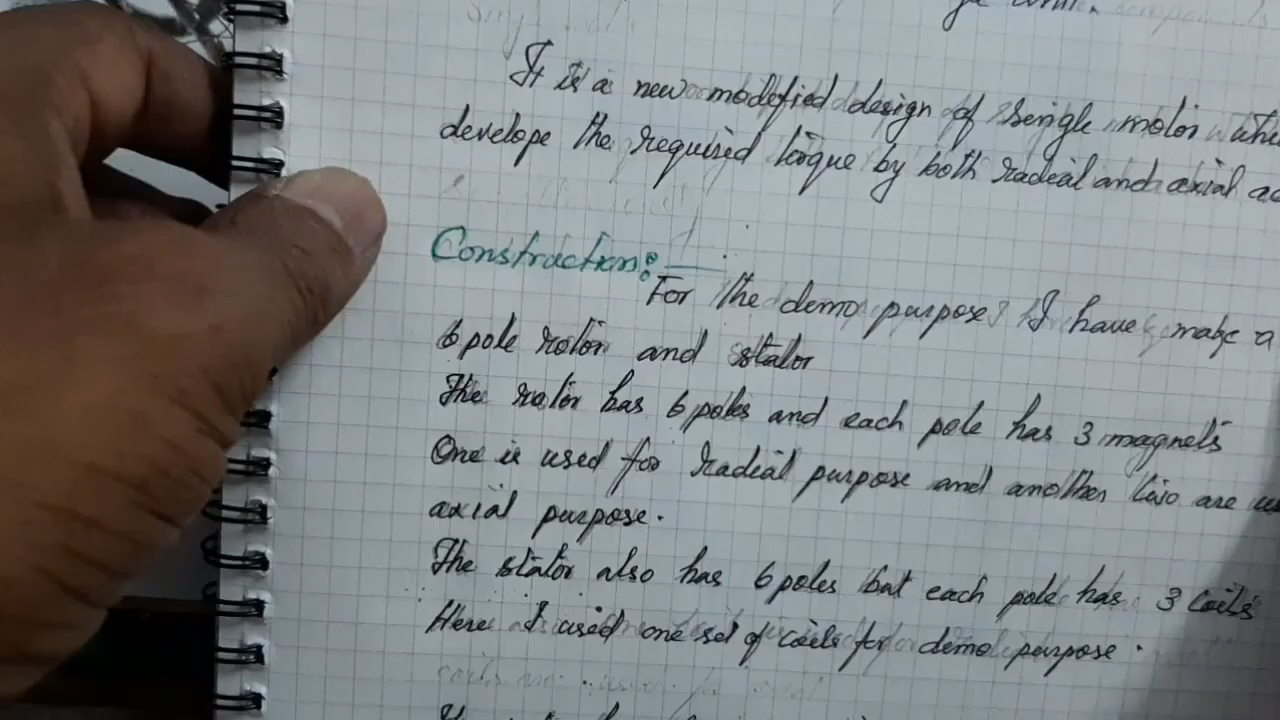 It is a new modefied design of Single motor
develope the required torque by both radial and axial
Construction:
For the demo purpose, I have make a
6 pole rotor and stator
The rotor has 6 poles and each pole has 3 magnets
One is used for radial purpose and another two are
axial purpose.
The stator also has 6 poles but each pole has 3 coils
Here I used one set of coils for demo purpose.